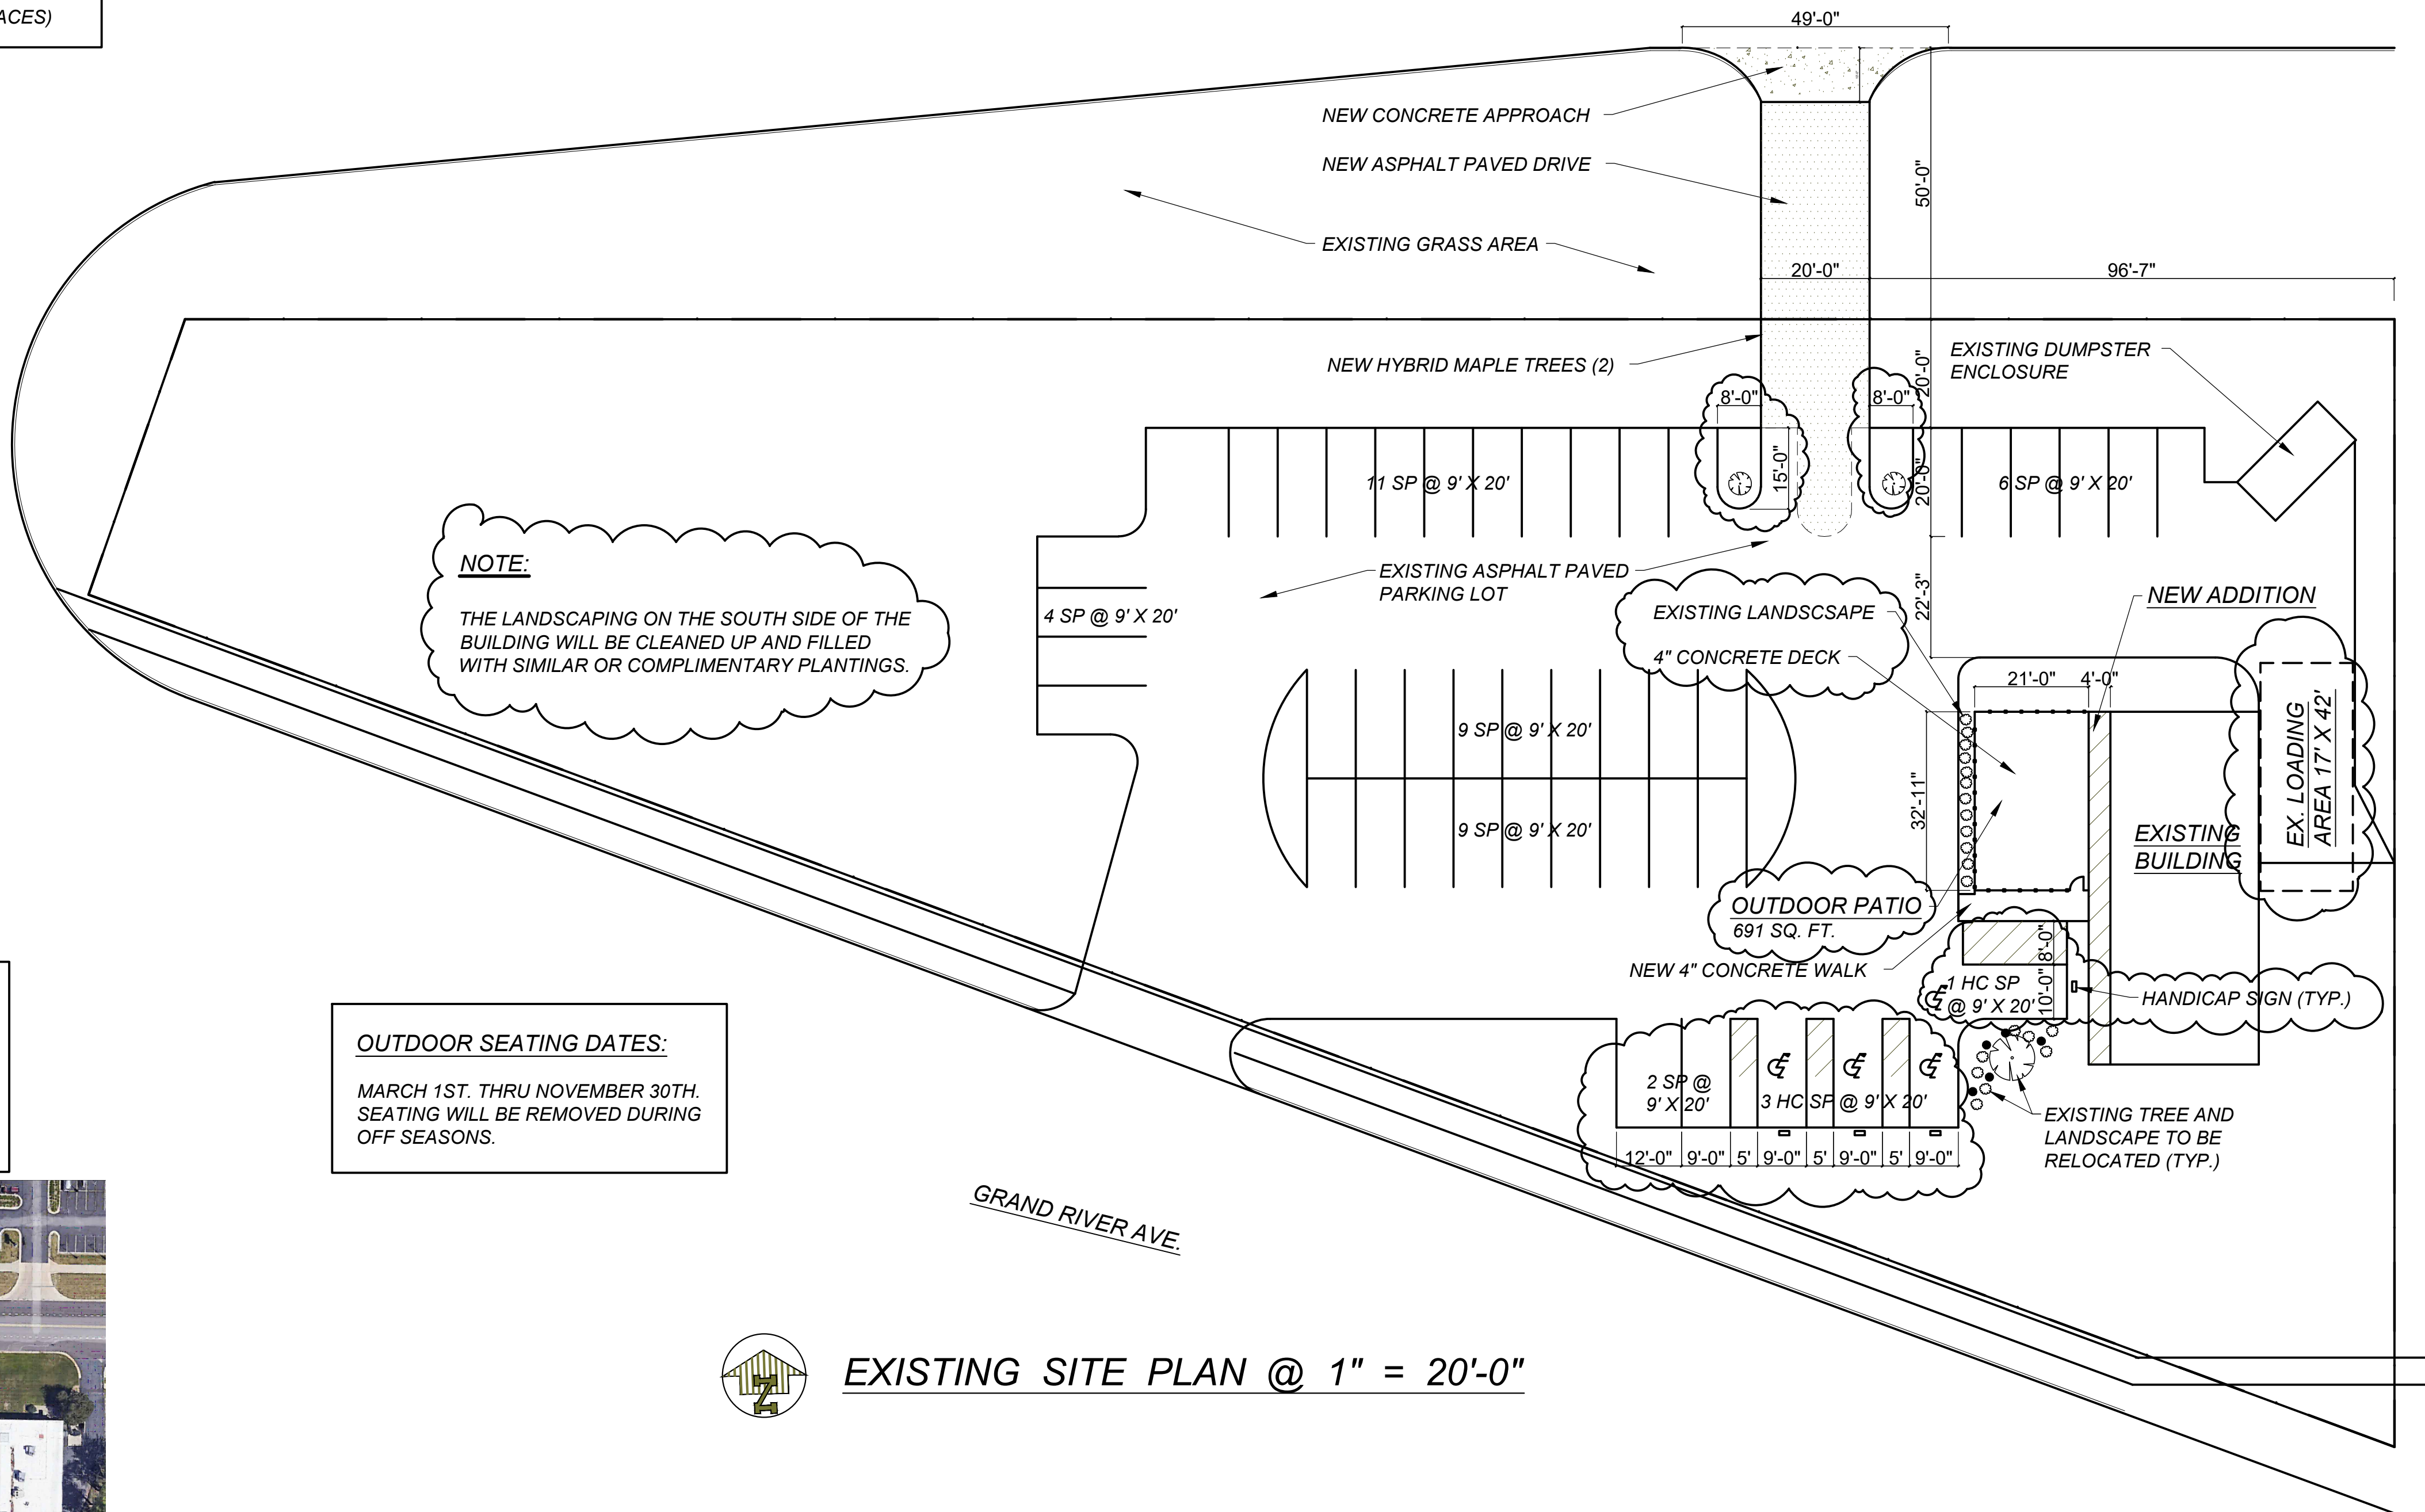 ACES)
49'-0"
NEW CONCRETE APPROACH
NEW ASPHALT PAVED DRIVE
50'-0"
EXISTING GRASS AREA
20'-0"
96'-7"
NEW HYBRID MAPLE TREES (2)
EXISTING DUMPSTER
ENCLOSURE
20'-0"
8'-0"
8'-0"
15'-0"
20'-0"
11 SP @ 9' X 20'
6 SP @ 9' X 20'
NOTE:
THE LANDSCAPING ON THE SOUTH SIDE OF THE
BUILDING WILL BE CLEANED UP AND FILLED
WITH SIMILAR OR COMPLIMENTARY PLANTINGS.
4 SP @ 9' X 20'
EXISTING ASPHALT PAVED
PARKING LOT
22'-3"
NEW ADDITION
EXISTING LANDSCSAPE
4" CONCRETE DECK
21'-0"
4'-0"
9 SP @ 9' X 20'
9 SP @ 9' X 20'
32'-11"
EX. LOADING
AREA 17' X 42'
EXISTING
BUILDING
OUTDOOR PATIO
691 SQ. FT.
NEW 4" CONCRETE WALK
8'-0"
10'-0"
1 HC SP
@ 9' X 20'
HANDICAP SIGN (TYP.)
OUTDOOR SEATING DATES:
MARCH 1ST. THRU NOVEMBER 30TH.
SEATING WILL BE REMOVED DURING
OFF SEASONS.
2 SP @
9' X 20'
3 HC SP @ 9' X 20'
12'-0"
9'-0"
5'
9'-0"
5'
9'-0"
5'
9'-0"
EXISTING TREE AND
LANDSCAPE TO BE
RELOCATED (TYP.)
GRAND RIVER AVE.
Z
EXISTING SITE PLAN @ 1" = 20'-0"